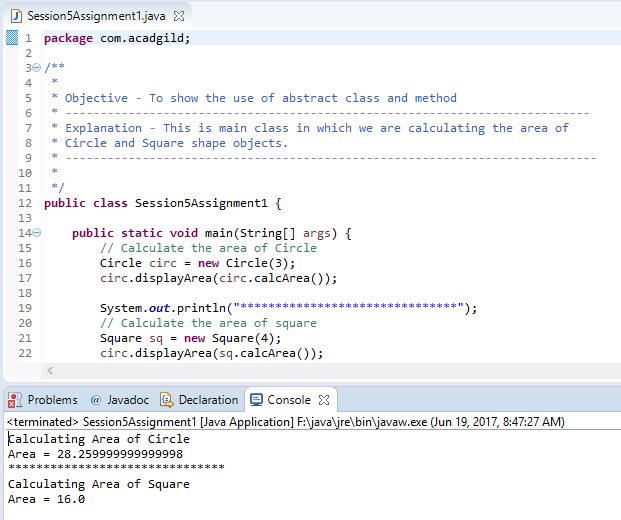 Session5Assignment1.java
1 package com.acadgild;
2
3 /**
4  *
5  * Objective - To show the use of abstract class and method
6  * ---------------------------------------------------------------------------
7  * Explanation - This is main class in which we are calculating the area of
8  * Circle and Square shape objects.
9  * ----------------------------------------------------------------------------
10  *
11  */
12 public class Session5Assignment1 {
13
14     public static void main(String[] args) {
15         // Calculate the area of Circle
16         Circle circ = new Circle(3);
17         circ.displayArea(circ.calcArea());
18
19         System.out.println("*******************************");
20         // Calculate the area of square
21         Square sq = new Square(4);
22         circ.displayArea(sq.calcArea());
Problems @ Javadoc Declaration Console
<terminated> Session5Assignment1 [Java Application] F:\java\jre\bin\javaw.exe (Jun 19, 2017, 8:47:27 AM)
Calculating Area of Circle
Area = 28.259999999999998
*******************************
Calculating Area of Square
Area = 16.0